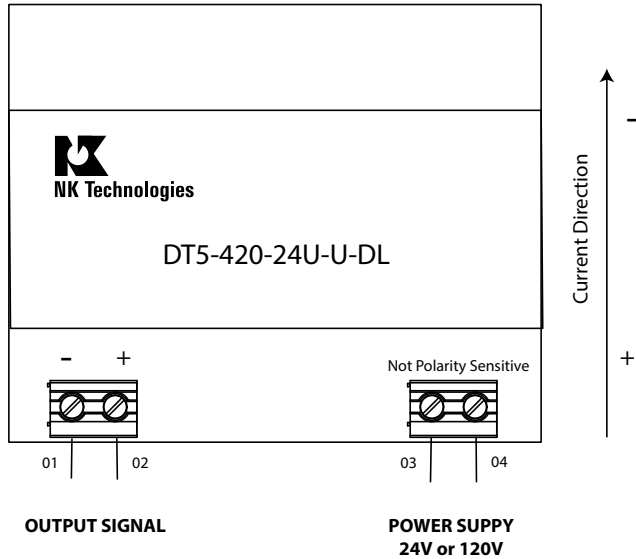 NK Technologies
DT5-420-24U-U-DL
Current Direction
-
+
- +
Not Polarity Sensitive
01 02 03 04
OUTPUT SIGNAL
POWER SUPPY
24V or 120V